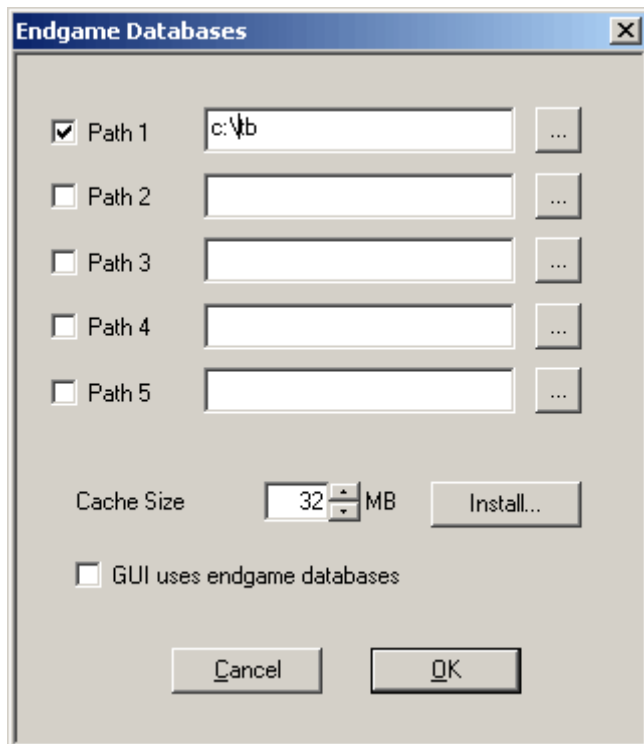 Endgame Databases
Path 1 c:\tb ...
Path 2 ...
Path 3 ...
Path 4 ...
Path 5 ...
Cache Size 32 MB Install...
GUI uses endgame databases
Cancel OK